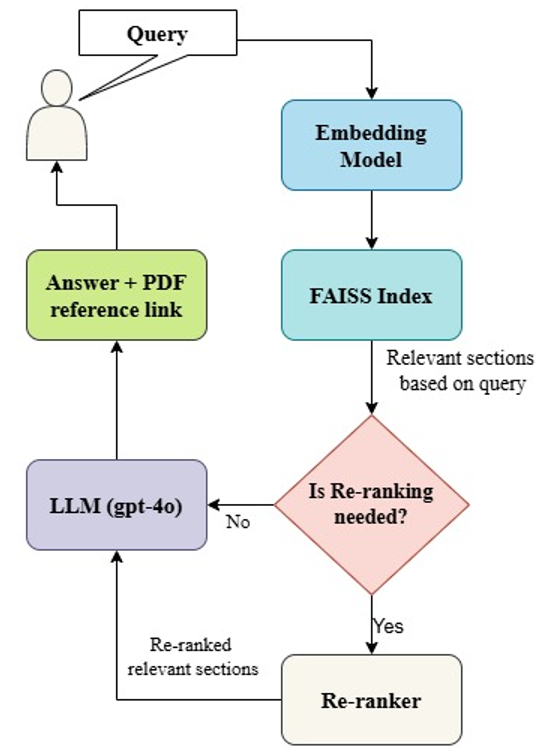 Query
Embedding
Model
Answer + PDF
reference link
FAISS Index
Relevant sections
based on query
Is Re-ranking
needed?
LLM (gpt-4o)
No
Yes
Re-ranked
relevant sections
Re-ranker